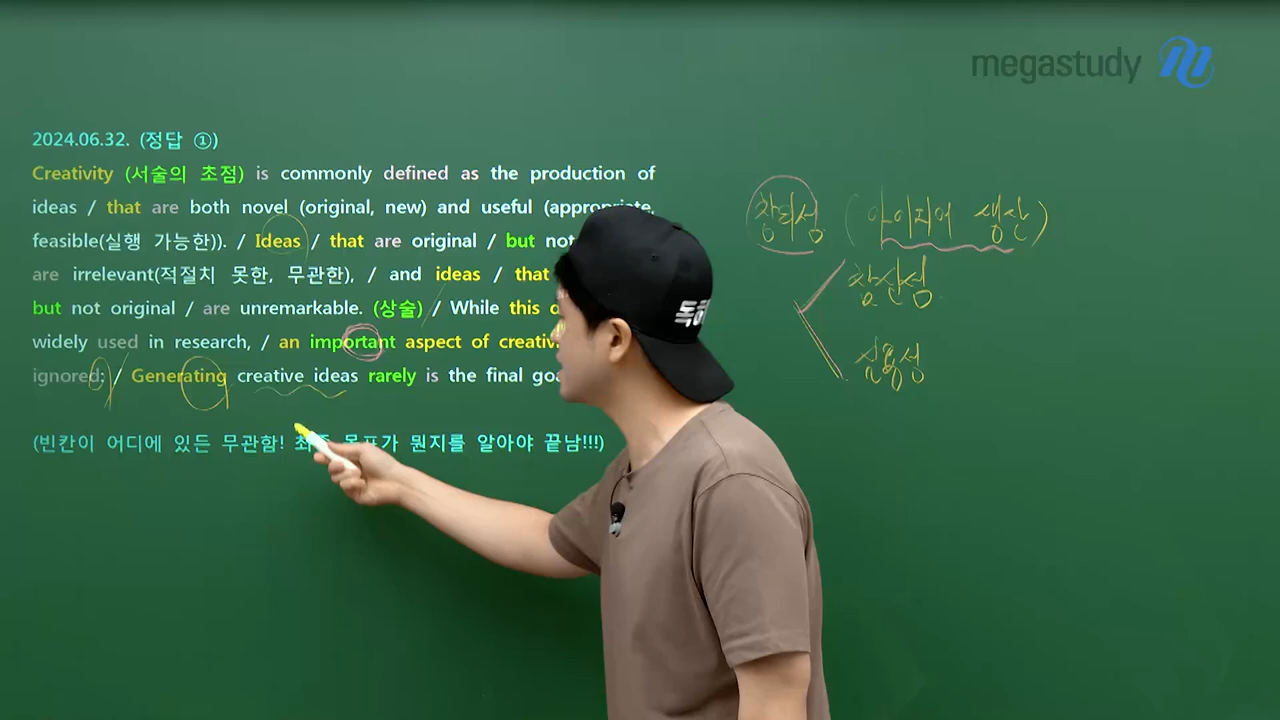 megastudy
2024.06.32. (정답 ①)
Creativity (서술의 초점) is commonly defined as the production of
ideas / that are both novel (original, new) and useful (appropriate,
feasible(실행 가능한)). / Ideas / that are original / but not
are irrelevant(적절치 못한, 무관한), / and ideas / that
but not original / are unremarkable. (상술) / While this
widely used in research, / an important aspect of
ignored: / Generating creative ideas rarely is the final
(빈칸이 어디에 있든 무관함! 최종 목표가 뭔지를 알아야 끝남!!!)
창의성 (아이디어 생산)
참신성
실용성